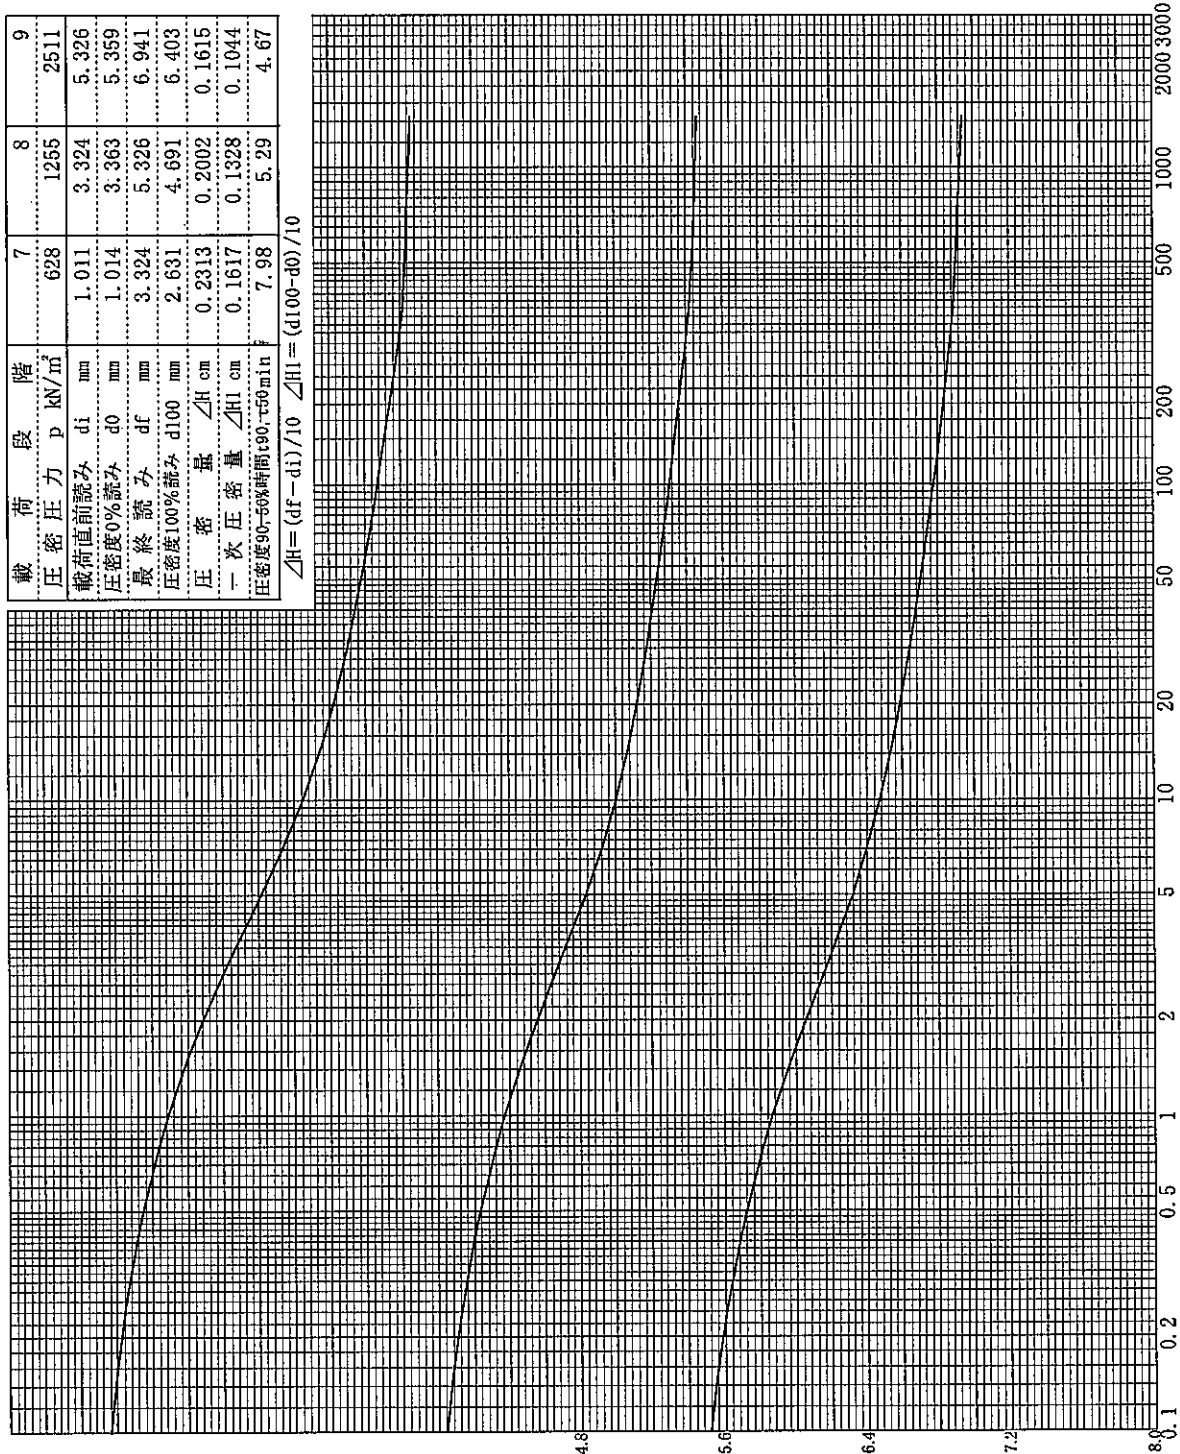 載荷段階 7 8 9
圧密圧力 p kN/㎡ 628 1255 2511
載荷直前読み di mm 1.011 3.324 5.326
圧密度0%読み d0 mm 1.014 3.363 5.359
最終読み df mm 3.324 5.326 6.941
圧密度100%読み d100 mm 2.631 4.691 6.403
圧密量 ⊿H cm 0.2313 0.2002 0.1615
一次圧密量 ⊿H1 cm 0.1617 0.1328 0.1044
圧密度90,50%時間t90,t50min 7.98 5.29 4.67
⊿H=(df-di)/10 ⊿H1=(d100-d0)/10
4.8
5.6
6.4
7.2
8.0
0.1 0.2 0.5 1 2 5 10 20 50 100 200 500 1000 2000 3000